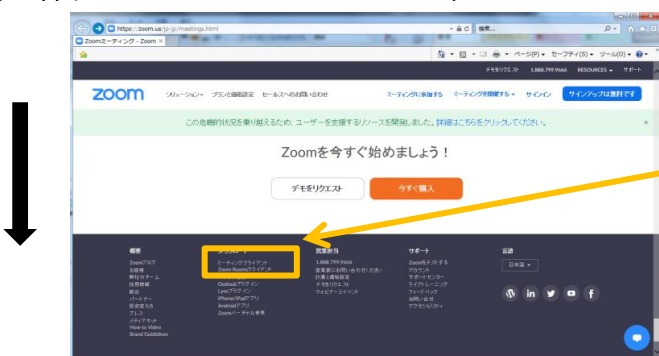 https://zoom.us/jp-jp/meetings.html
検索...
Zoomミーティング - Zoom
ページ(P) セーフティ(S) ツール(O)
デモをリクエスト 1.888.799.9666 RESOURCES サポート
zoom
ソリューション プランと価格設定 セールスへのお問い合わせ
ミーティングに参加する ミーティングを開催する サインイン サインアップは無料です
この危機的状況を乗り越えるため、ユーザーを支援するリソースを開発しました。詳細はこちらをクリックしてください。
Zoomを今すぐ始めましょう！
デモをリクエスト
今すぐ購入
概要
Zoomブログ
お客様
弊社のチーム
採用情報
統合
パートナー
投資家たち
プレス
メディアキット
How to Video
Brand Guidelines
ミーティングクライアント
Zoom Roomsクライアント
Outlookプラグイン
Lyncプラグイン
iPhone/iPadアプリ
Androidアプリ
Zoomバーチャル背景
営業担当
1.888.799.9666
営業部にお問い合わせください
計画と価格設定
デモをリクエスト
ウェビナーとイベント
サポート
Zoomをテストする
アカウント
サポートセンター
ライブトレーニング
フィードバック
お問い合せ
アクセシビリティ
言語
日本語
in
f